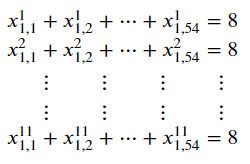 x^1_{1,1} + x^1_{1,2} + ⋯ + x^1_{1,54} = 8
x^2_{1,1} + x^2_{1,2} + ⋯ + x^2_{1,54} = 8
⋮ ⋮ ⋮ ⋮
⋮ ⋮ ⋮ ⋮
x^{11}_{1,1} + x^{11}_{1,2} + ⋯ + x^{11}_{1,54} = 8